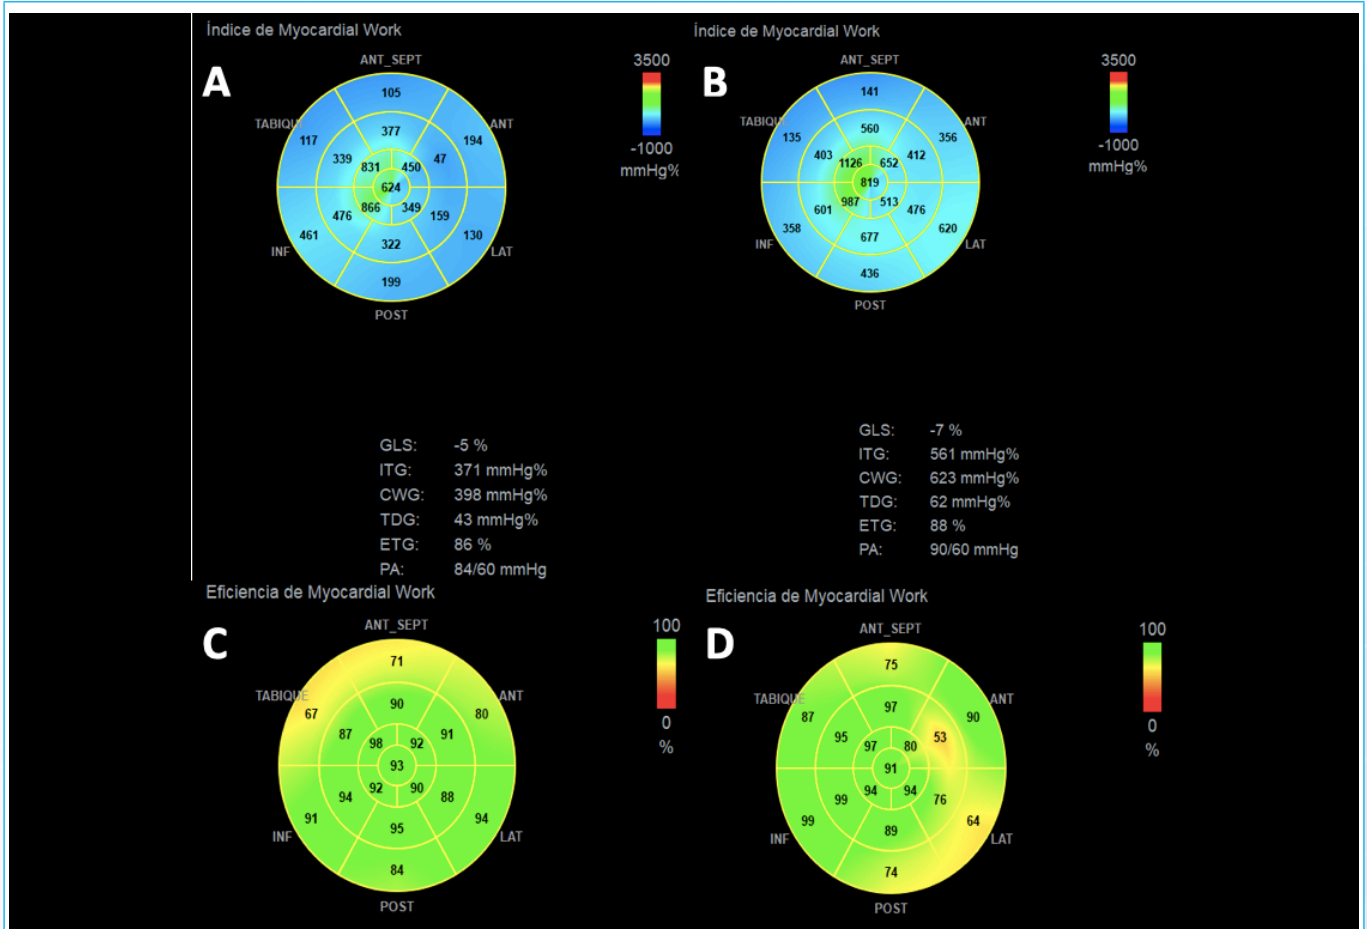 Índice de Myocardial Work
A
ANT_SEPT
105
TABIQU
117
ANT
194
377
339
47
831
450
624
866
349
476
159
461
322
130
INF
LAT
199
POST
3500
-1000
mmHg%
GLS: -5 %
ITG: 371 mmHg%
CWG: 398 mmHg%
TDG: 43 mmHg%
ETG: 86 %
PA: 84/60 mmHg
Índice de Myocardial Work
B
ANT_SEPT
141
TABIQU
135
ANT
356
560
403
412
1126
652
819
987
513
601
476
358
677
620
INF
LAT
436
POST
3500
-1000
mmHg%
GLS: -7 %
ITG: 561 mmHg%
CWG: 623 mmHg%
TDG: 62 mmHg%
ETG: 88 %
PA: 90/60 mmHg
Eficiencia de Myocardial Work
C
ANT_SEPT
71
TABIQUE
67
ANT
80
90
87
91
98
92
93
92
90
94
88
91
95
94
INF
LAT
84
POST
100
0
%
Eficiencia de Myocardial Work
D
ANT_SEPT
75
TABIQUE
87
ANT
90
97
95
53
97
80
91
94
94
99
76
99
89
64
INF
LAT
74
POST
100
0
%